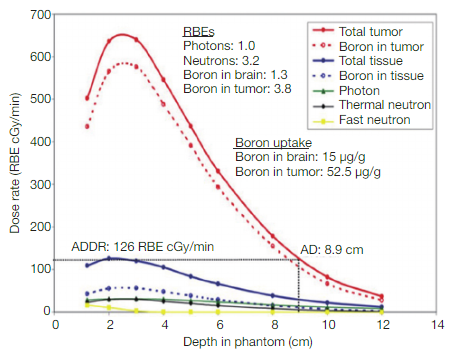 700
600
500
400
300
200
100
0
Dose rate (RBE cGy/min)
RBEs
Photons: 1.0
Neutrons: 3.2
Boron in brain: 1.3
Boron in tumor: 3.8
Total tumor
Boron in tumor
Total tissue
Boron in tissue
Photon
Thermal neutron
Fast neutron
Boron uptake
Boron in brain: 15 µg/g
Boron in tumor: 52.5 µg/g
ADDR: 126 RBE cGy/min
AD: 8.9 cm
0 2 4 6 8 10 12 14
Depth in phantom (cm)